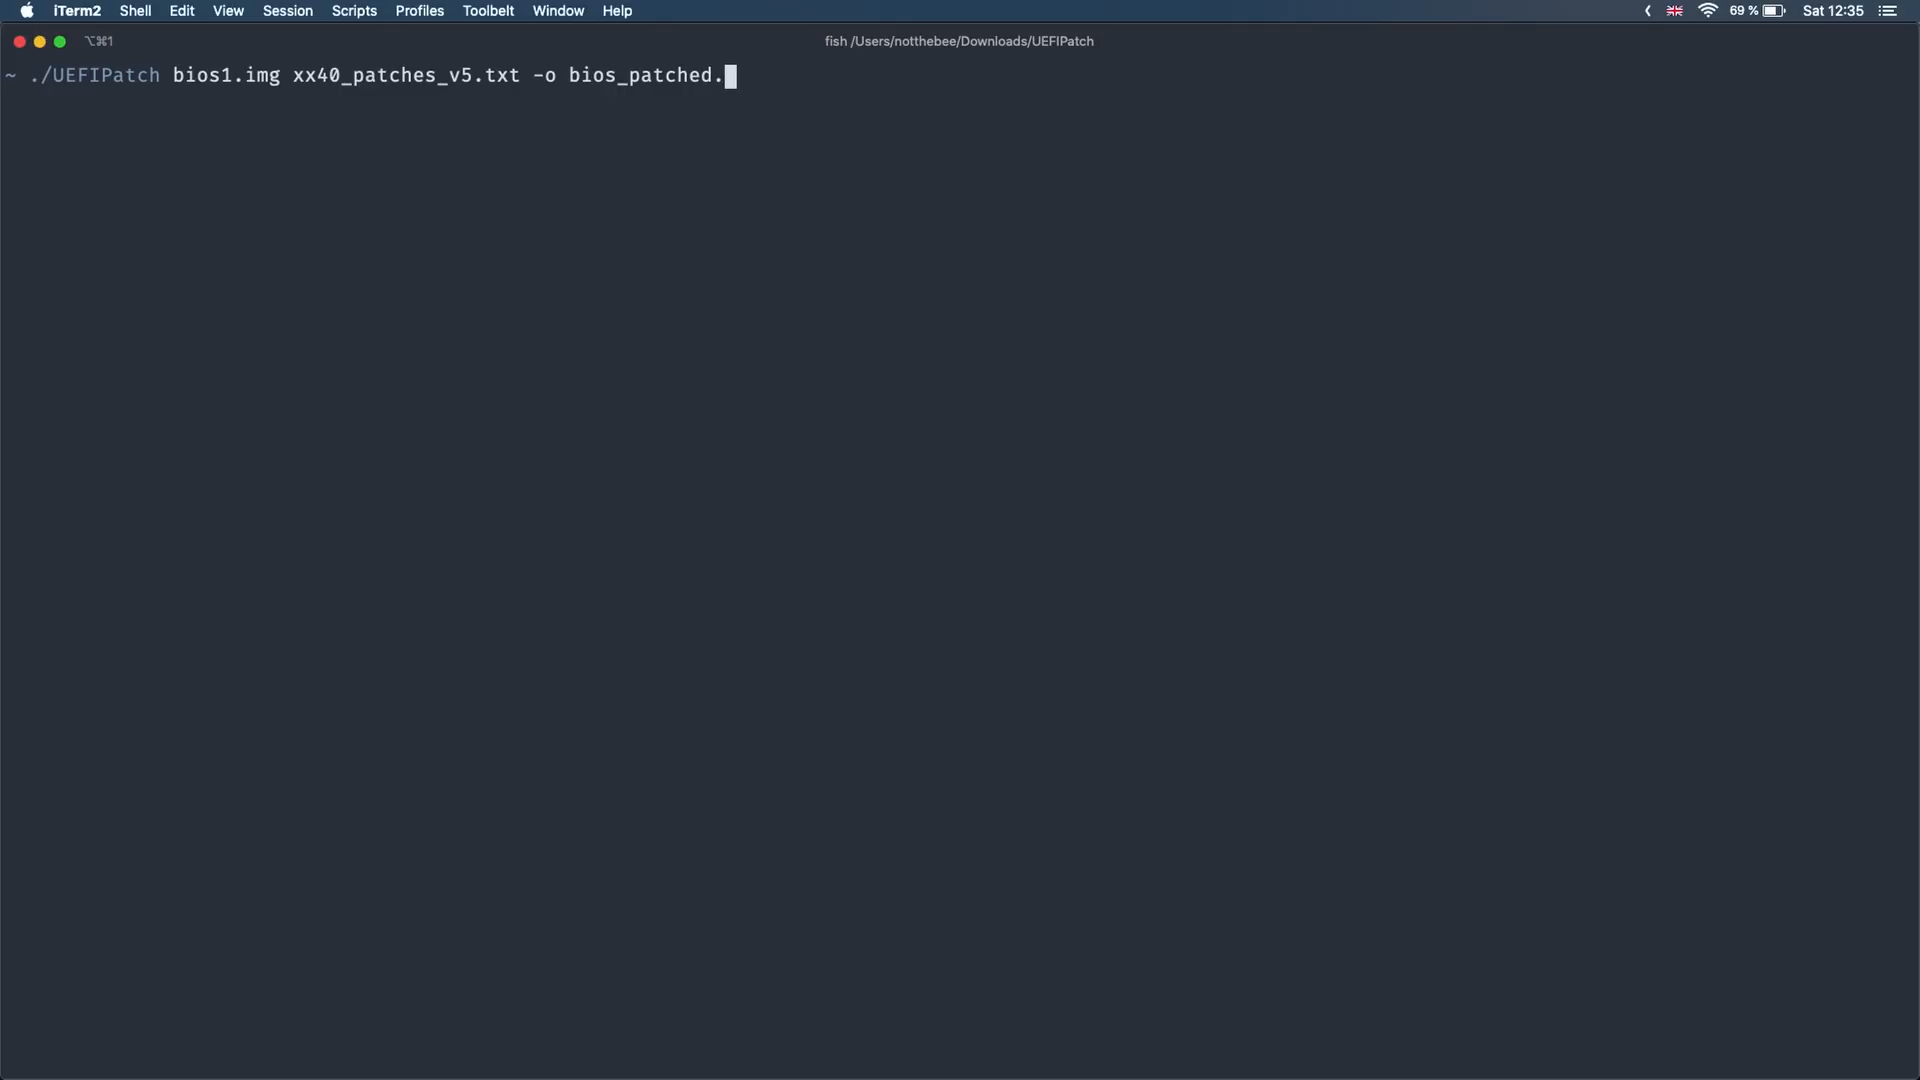 iTerm2 Shell Edit View Session Scripts Profiles Toolbelt Window Help 69 % Sat 12:35
⌥⌘1 fish /Users/notthebee/Downloads/UEFIPatch
~ ./UEFIPatch bios1.img xx40_patches_v5.txt -o bios_patched.